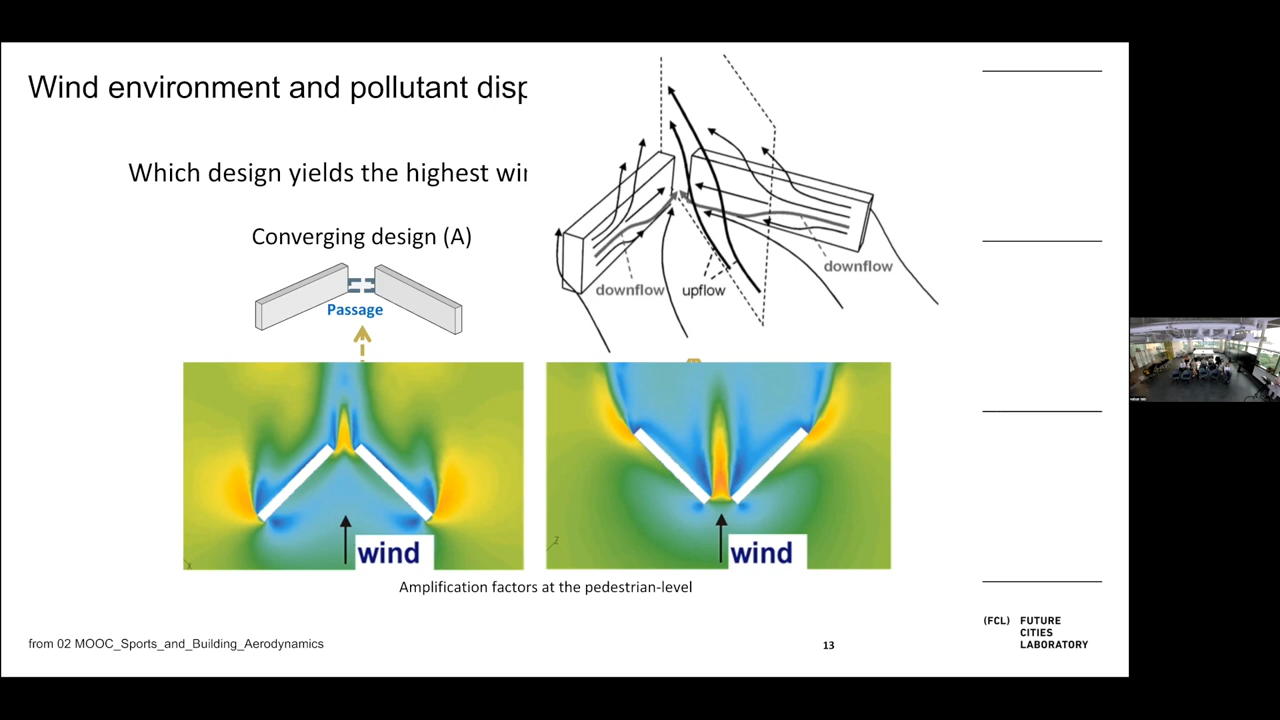 Wind environment and pollutant disp
Which design yields the highest wir
Converging design (A)
Passage
downflow
upflow
downflow
wind
wind
Amplification factors at the pedestrian-level
from 02 MOOC_Sports_and_Building_Aerodynamics
13
(FCL) FUTURE
CITIES
LABORATORY